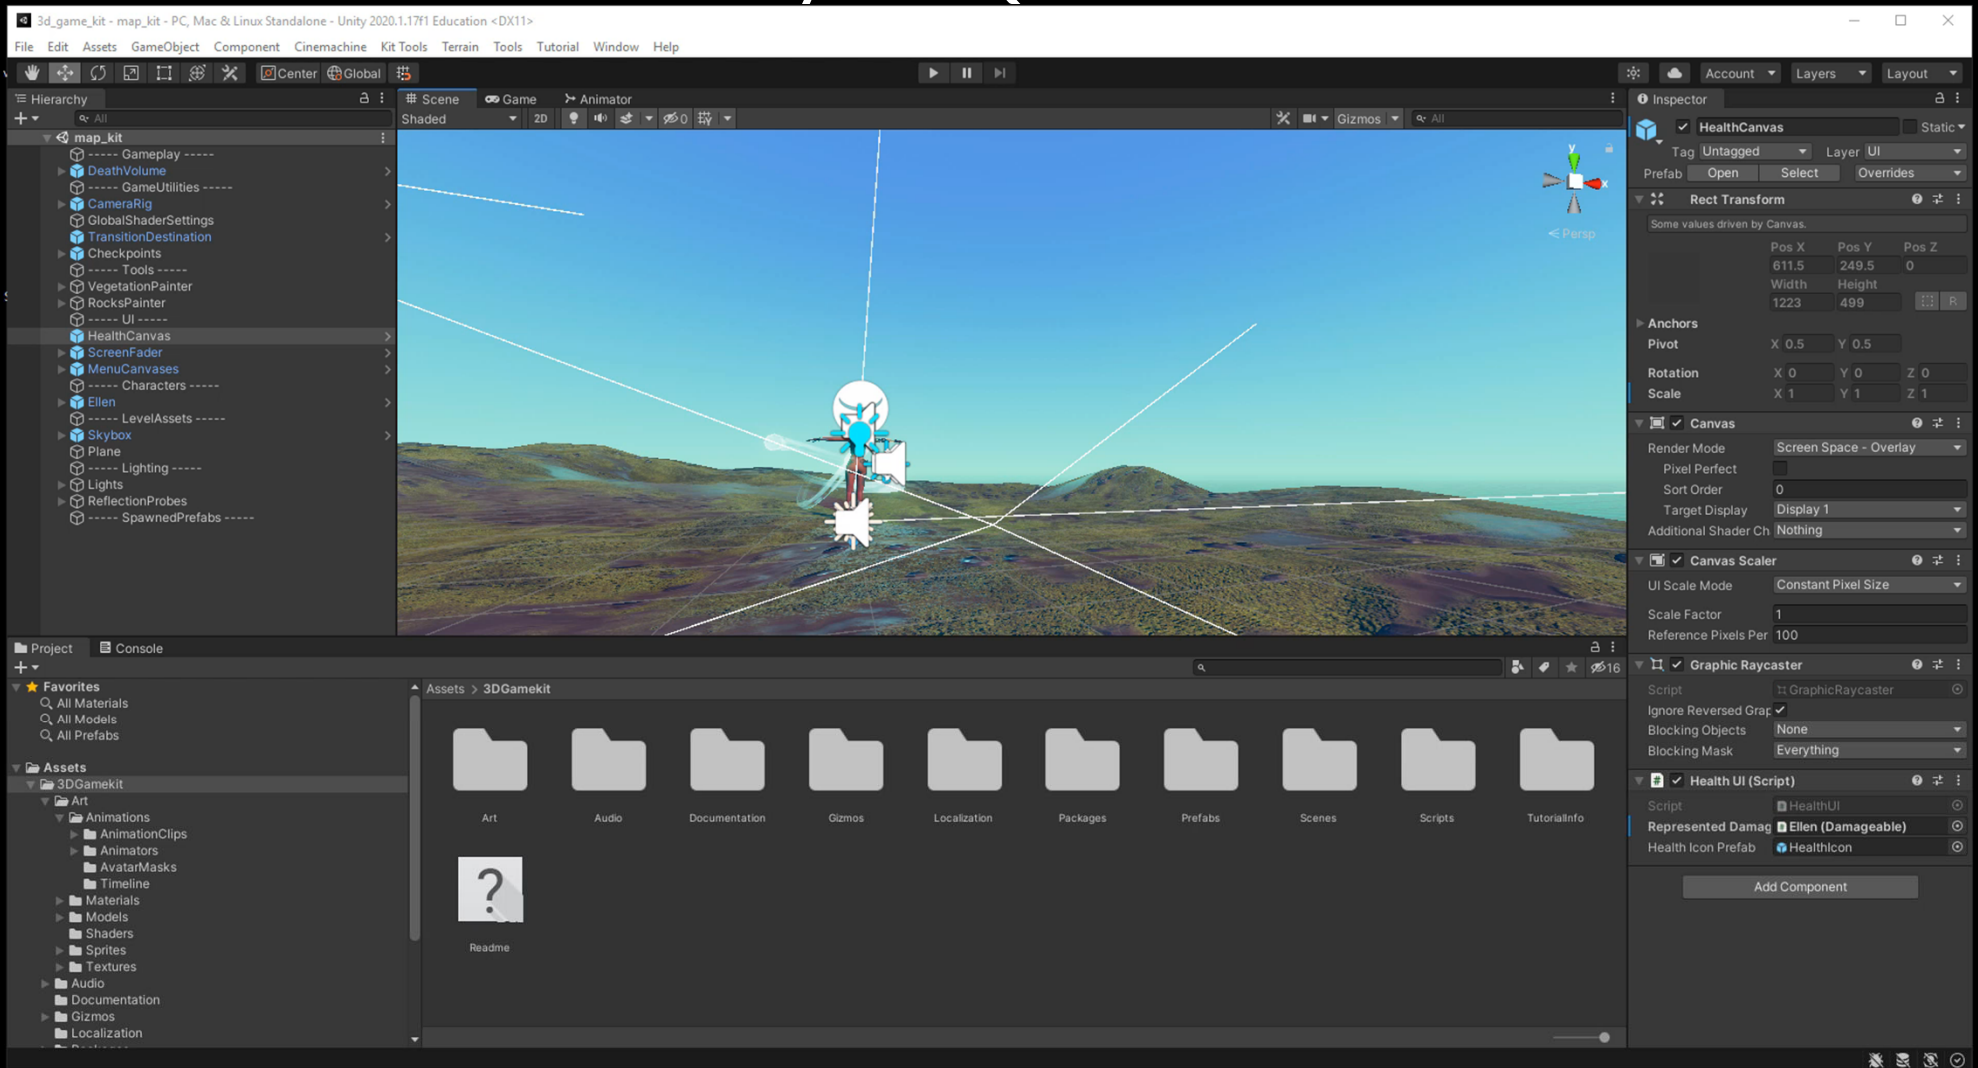 3d_game_kit - map_kit - PC, Mac & Linux Standalone - Unity 2020.1.17f1 Education <DX11>
File Edit Assets GameObject Component Cinemachine Kit Tools Terrain Tools Tutorial Window Help
Center Global Account Layers Layout
Hierarchy
All
map_kit
----- Gameplay -----
DeathVolume
----- GameUtilities -----
CameraRig
GlobalShaderSettings
TransitionDestination
Checkpoints
----- Tools -----
VegetationPainter
RocksPainter
----- UI -----
HealthCanvas
ScreenFader
MenuCanvases
----- Characters -----
Ellen
----- LevelAssets -----
Skybox
Plane
----- Lighting -----
Lights
ReflectionProbes
----- SpawnedPrefabs -----
Scene Game Animator
Shaded 2D 0 Gizmos All
y
x
Persp
Inspector
HealthCanvas Static
Tag Untagged Layer UI
Prefab Open Select Overrides
Rect Transform
Some values driven by Canvas.
Pos X Pos Y Pos Z
611.5 249.5 0
Width Height
1223 499 R
Anchors
Pivot X 0.5 Y 0.5
Rotation X 0 Y 0 Z 0
Scale X 1 Y 1 Z 1
Canvas
Render Mode Screen Space - Overlay
Pixel Perfect
Sort Order 0
Target Display Display 1
Additional Shader Ch Nothing
Canvas Scaler
UI Scale Mode Constant Pixel Size
Scale Factor 1
Reference Pixels Per 100
Graphic Raycaster
Script GraphicRaycaster
Ignore Reversed Grap
Blocking Objects None
Blocking Mask Everything
# Health UI (Script)
Script HealthUI
Represented Damag Ellen (Damageable)
Health Icon Prefab HealthIcon
Add Component
Project Console
16
Favorites
All Materials
All Models
All Prefabs
Assets
3DGamekit
Art
Animations
AnimationClips
Animators
AvatarMasks
Timeline
Materials
Models
Shaders
Sprites
Textures
Audio
Documentation
Gizmos
Localization
Assets > 3DGamekit
Art Audio Documentation Gizmos Localization Packages Prefabs Scenes Scripts TutorialInfo
?
Readme